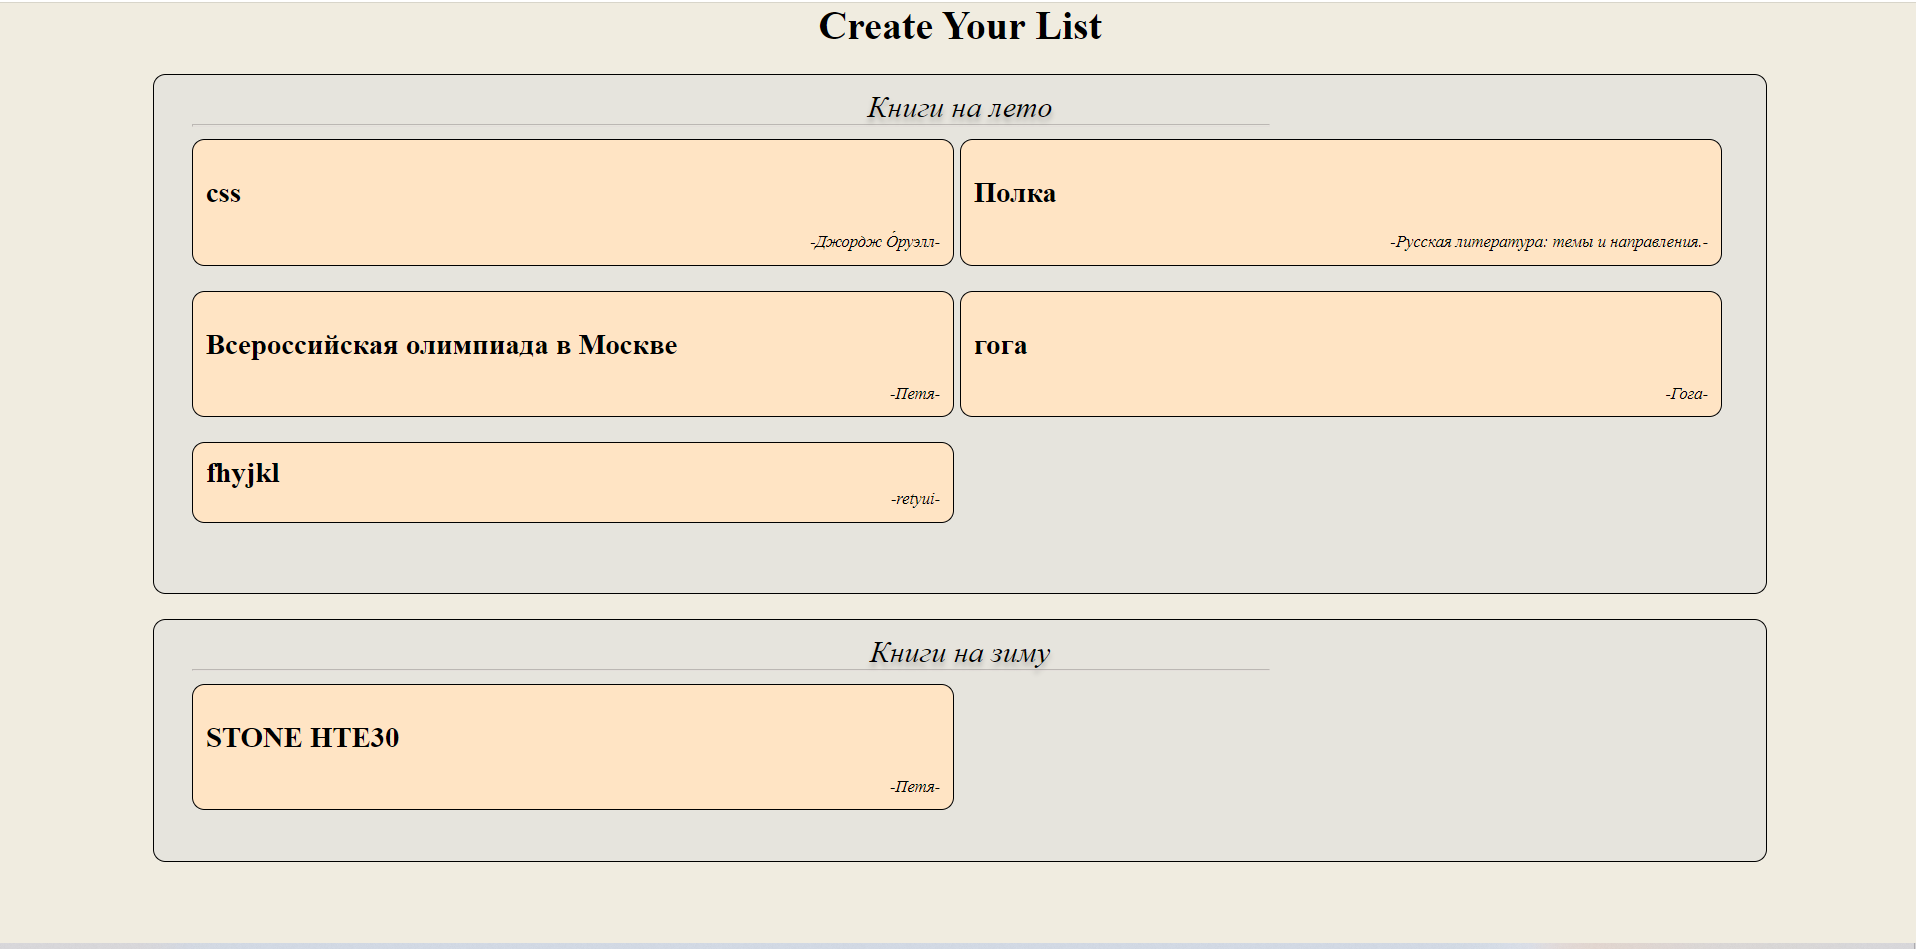 Create Your List
Книги на лето
css
-Джордж О́руэлл-
Полка
-Русская литература: темы и направления.-
Всероссийская олимпиада в Москве
-Петя-
гога
-Гога-
fhyjkl
-retyui-
Книги на зиму
STONE HTE30
-Петя-